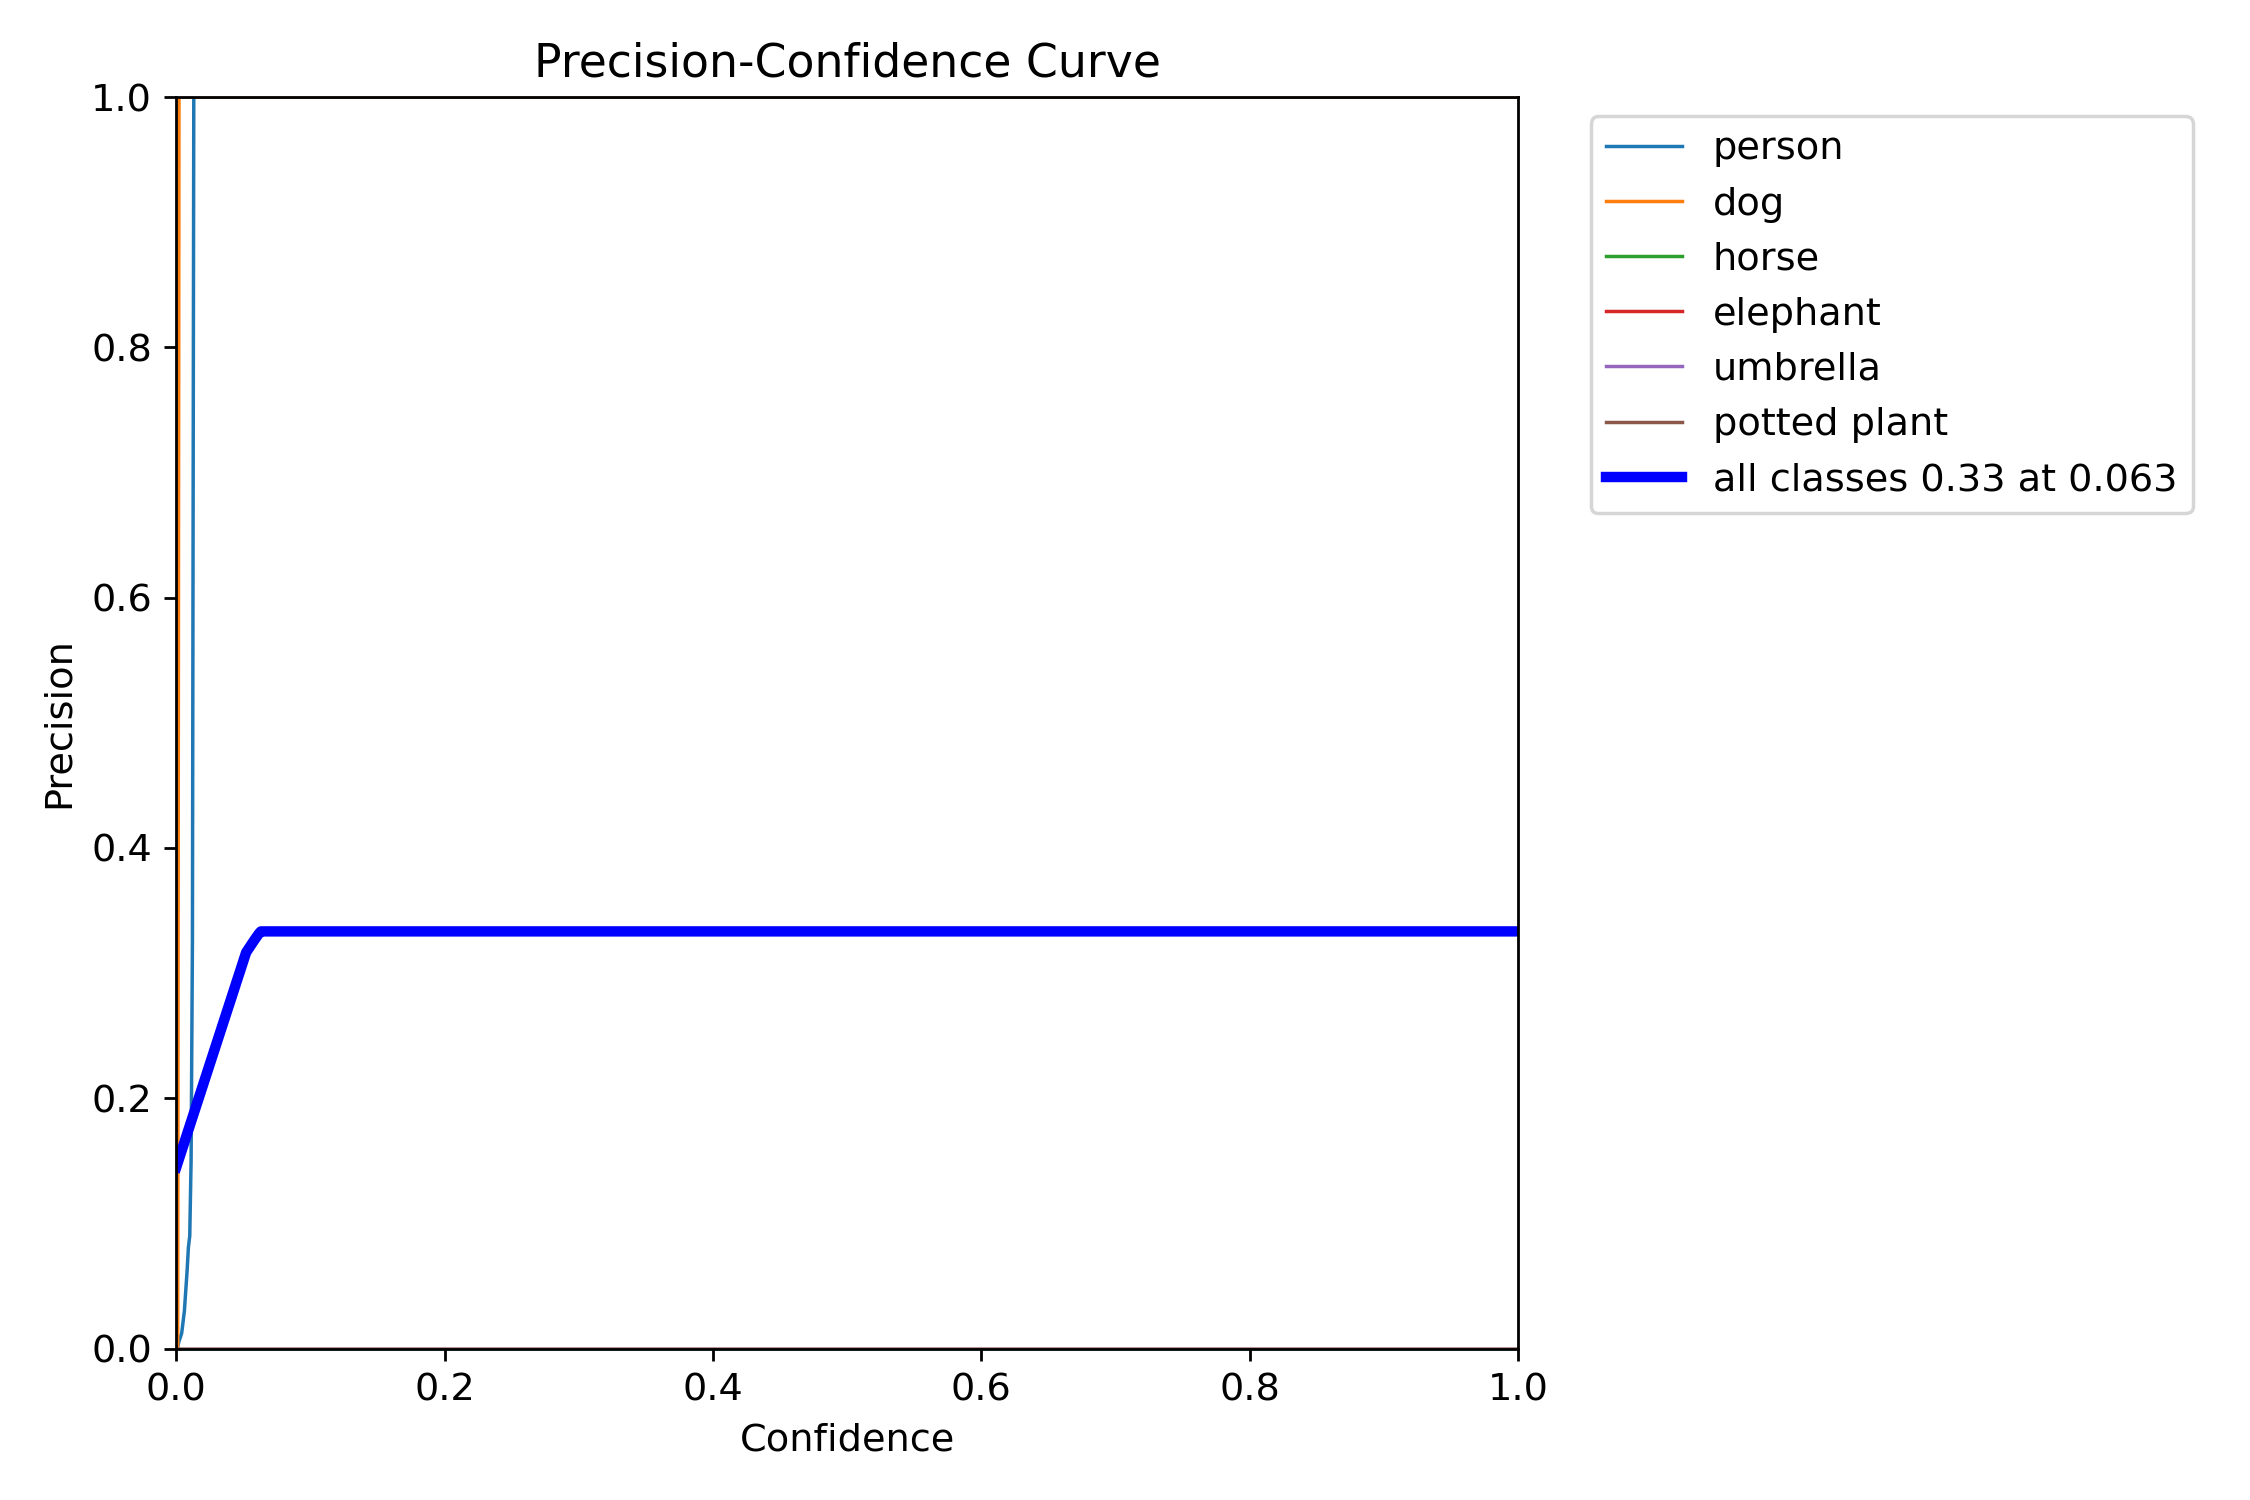 Precision-Confidence Curve
1.0
0.8
0.6
0.4
0.2
0.0
Precision
0.0 0.2 0.4 0.6 0.8 1.0
Confidence
person
dog
horse
elephant
umbrella
potted plant
all classes 0.33 at 0.063